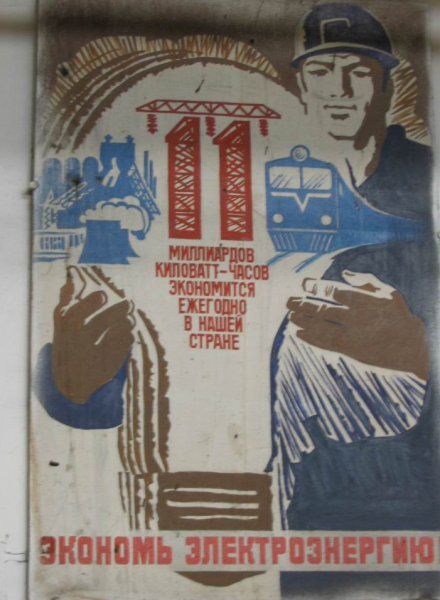 11
МИЛЛИАРДОВ
КИЛОВАТТ-ЧАСОВ
ЭКОНОМИТСЯ
ЕЖЕГОДНО
В НАШЕЙ
СТРАНЕ
ЭКОНОМЬ ЭЛЕКТРОЭНЕРГИЮ